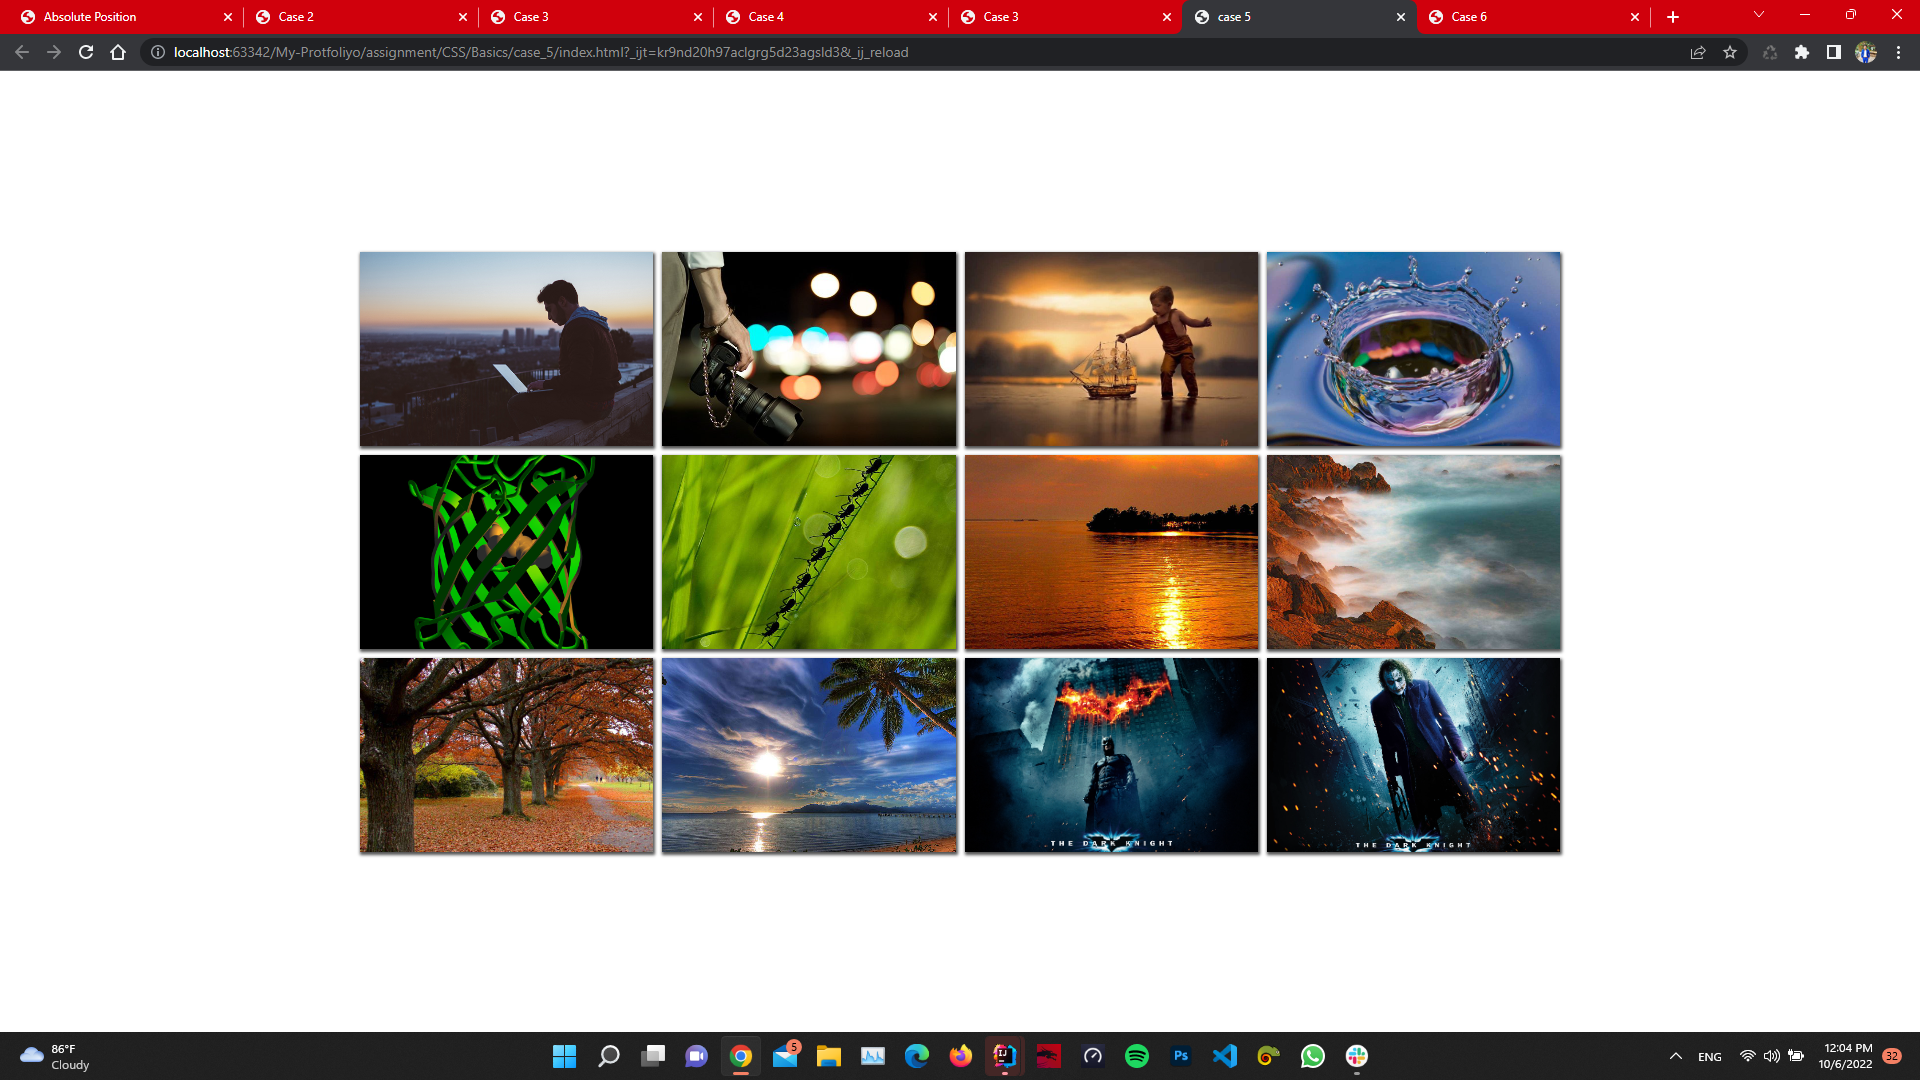 Absolute Position
Case 2
Case 3
Case 4
Case 3
case 5
Case 6
localhost:63342/My-Protfoliyo/assignment/CSS/Basics/case_5/index.html?_ijt=kr9nd20h97aclgrg5d23agsld3&_ij_reload
THE DARK KNIGHT
THE DARK KNIGHT
86°F
Cloudy
5
IJ
Ps
ENG
12:04 PM
10/6/2022
32